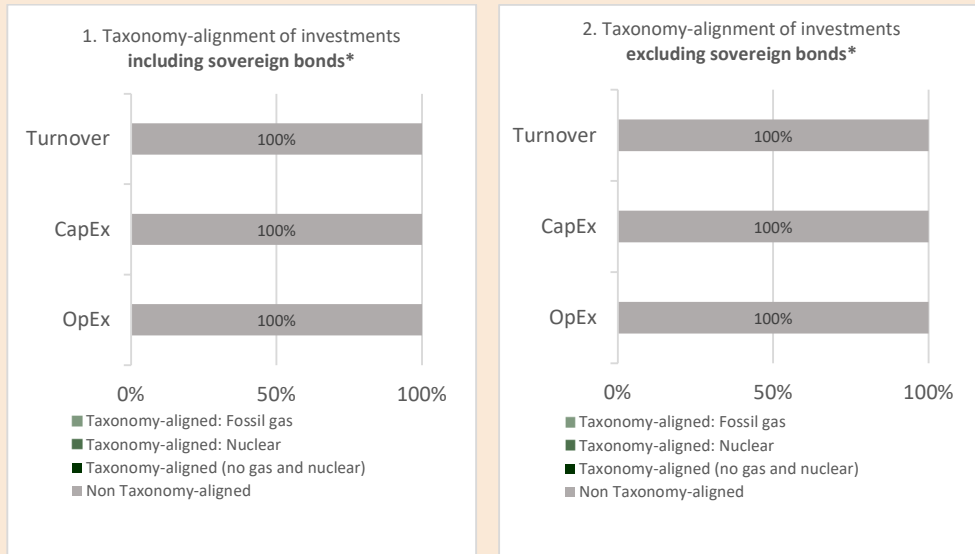 1. Taxonomy-alignment of investments
including sovereign bonds*
Turnover
100%
CapEx
100%
OpEx
100%
0%
50%
100%
Taxonomy-aligned: Fossil gas
Taxonomy-aligned: Nuclear
Taxonomy-aligned (no gas and nuclear)
Non Taxonomy-aligned
2. Taxonomy-alignment of investments
excluding sovereign bonds*
Turnover
100%
CapEx
100%
OpEx
100%
0%
50%
100%
Taxonomy-aligned: Fossil gas
Taxonomy-aligned: Nuclear
Taxonomy-aligned (no gas and nuclear)
Non Taxonomy-aligned